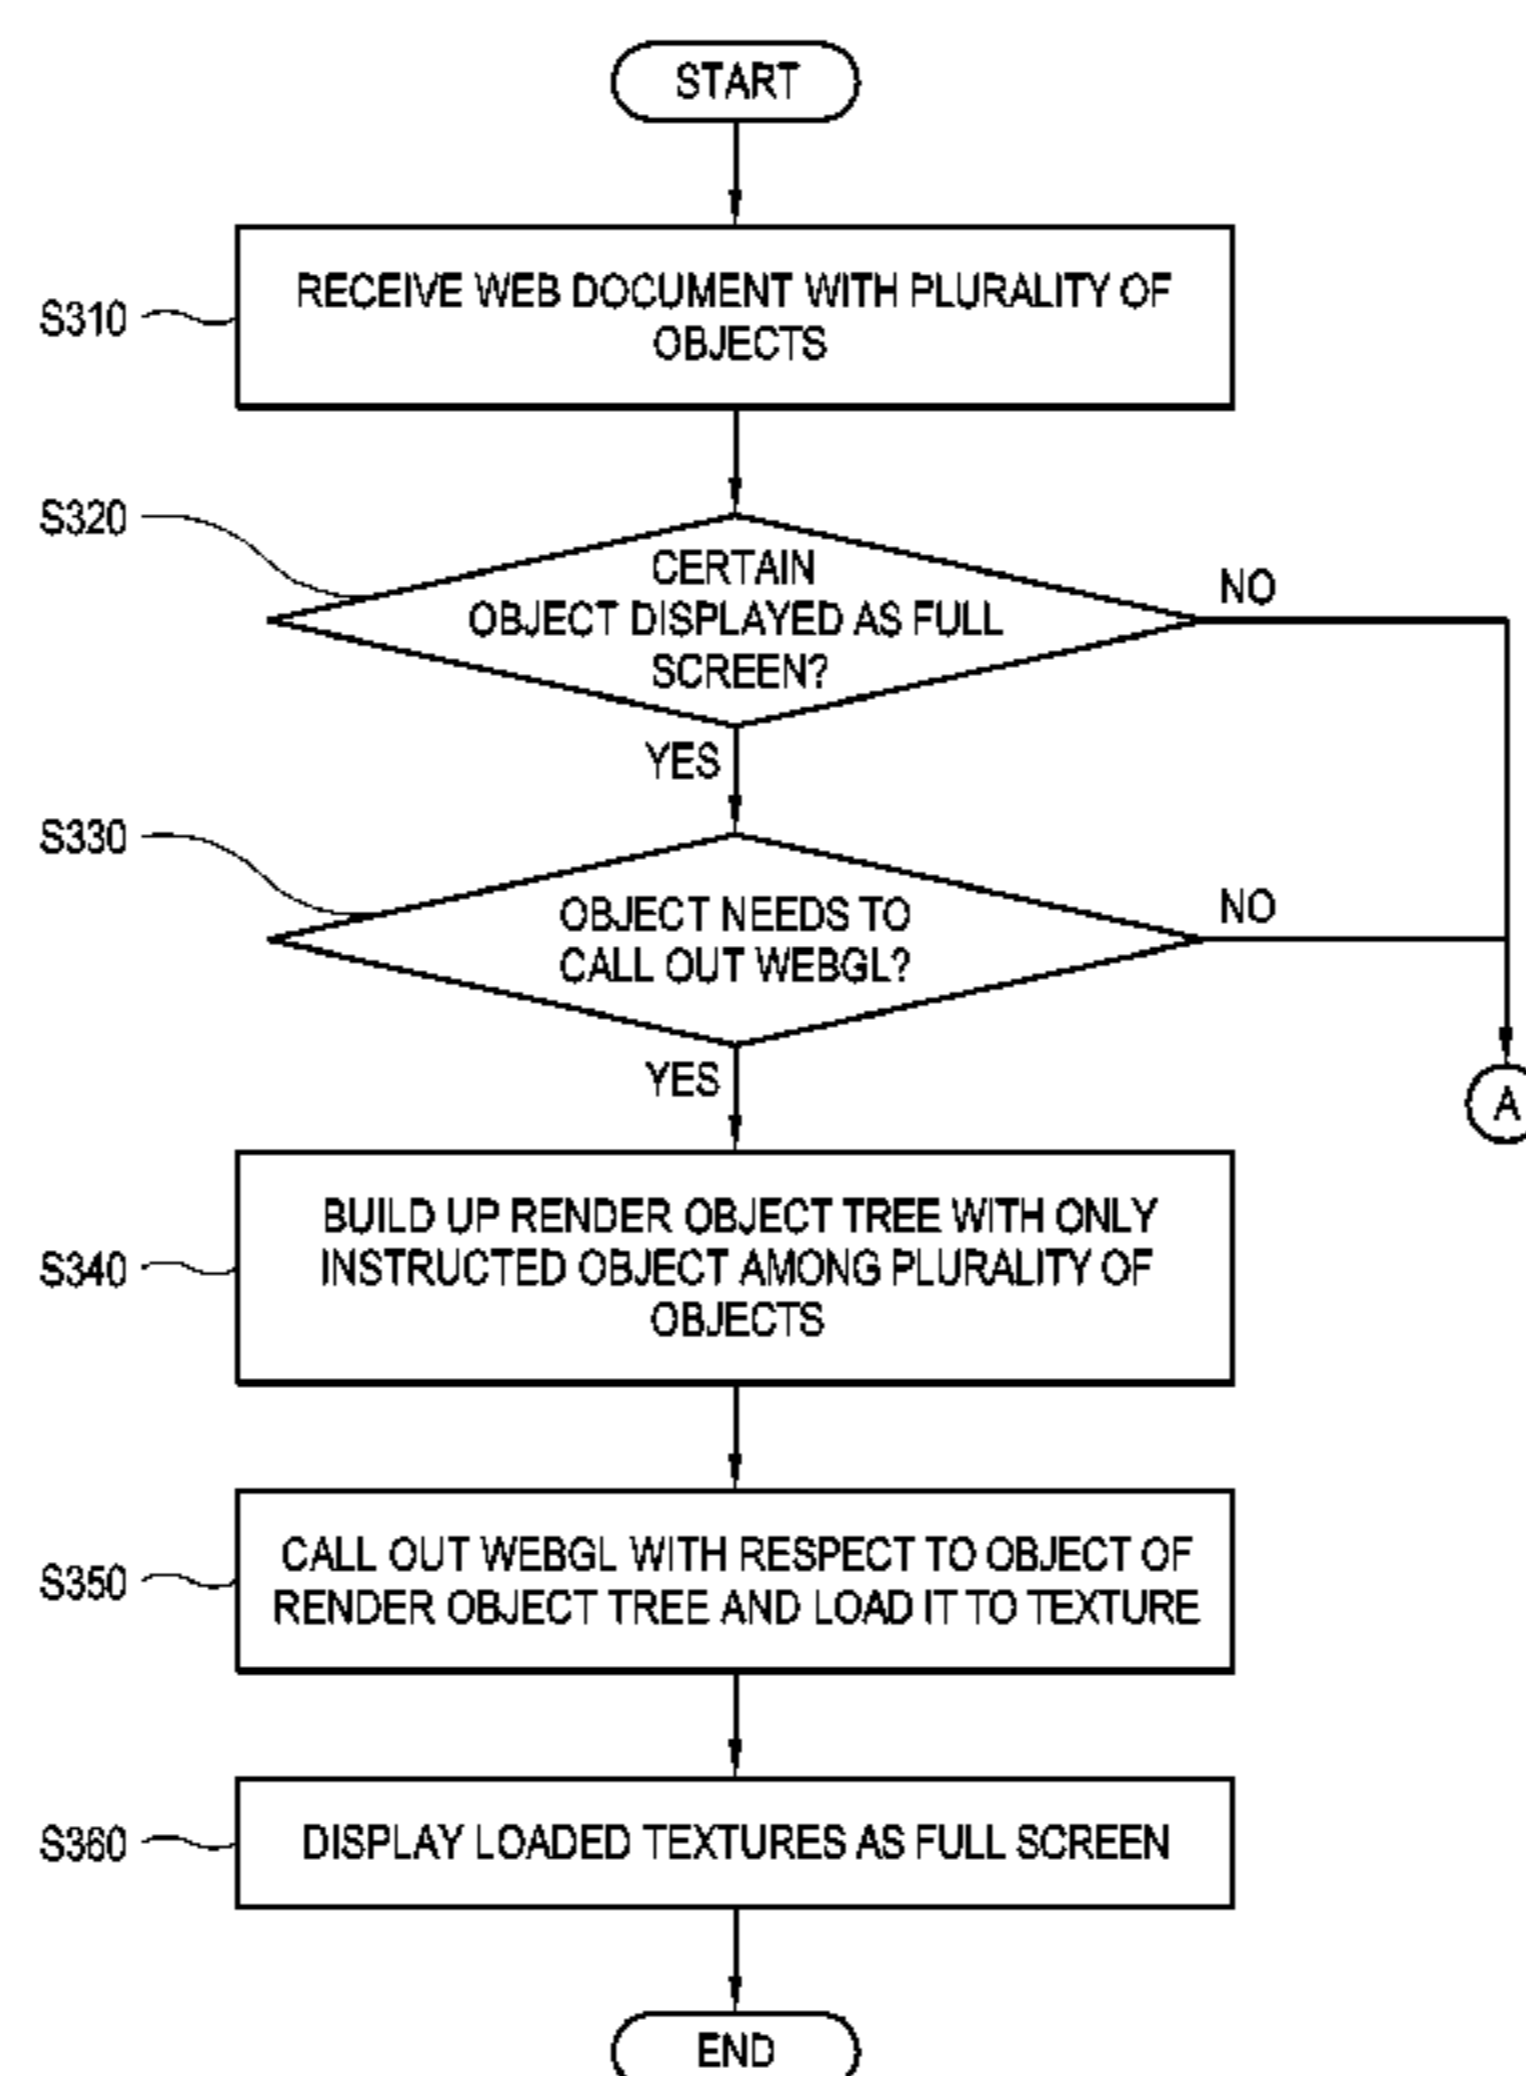 START
S310
RECEIVE WEB DOCUMENT WITH PLURALITY OF
OBJECTS
S320
CERTAIN
OBJECT DISPLAYED AS FULL
SCREEN?
NO
YES
S330
OBJECT NEEDS TO
CALL OUT WEBGL?
NO
YES
A
S340
BUILD UP RENDER OBJECT TREE WITH ONLY
INSTRUCTED OBJECT AMONG PLURALITY OF
OBJECTS
S350
CALL OUT WEBGL WITH RESPECT TO OBJECT OF
RENDER OBJECT TREE AND LOAD IT TO TEXTURE
S360
DISPLAY LOADED TEXTURES AS FULL SCREEN
END